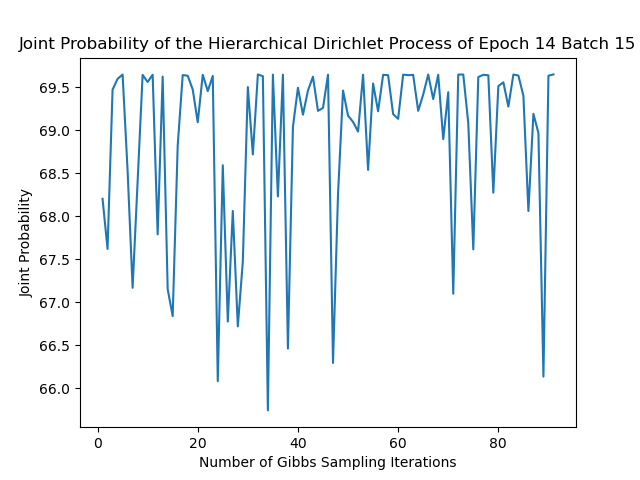 Joint Probability of the Hierarchical Dirichlet Process of Epoch 14 Batch 15
69.5
69.0
68.5
68.0
67.5
67.0
66.5
66.0
Joint Probability
0 20 40 60 80
Number of Gibbs Sampling Iterations